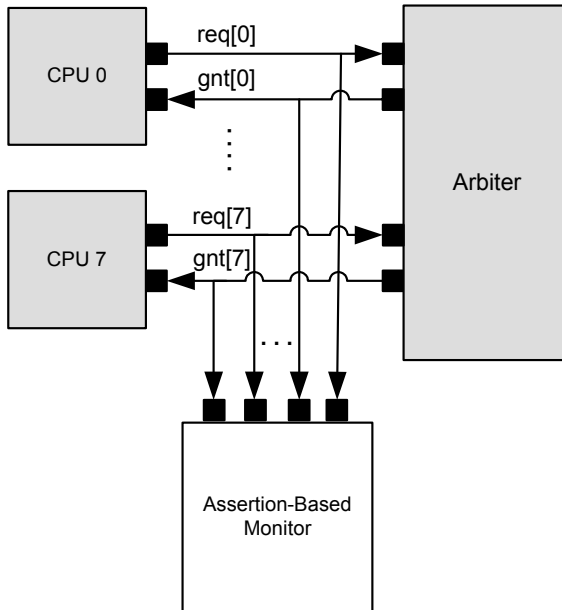 req[0]
CPU 0
gnt[0]
Arbiter
req[7]
CPU 7
gnt[7]
...
Assertion-Based
Monitor